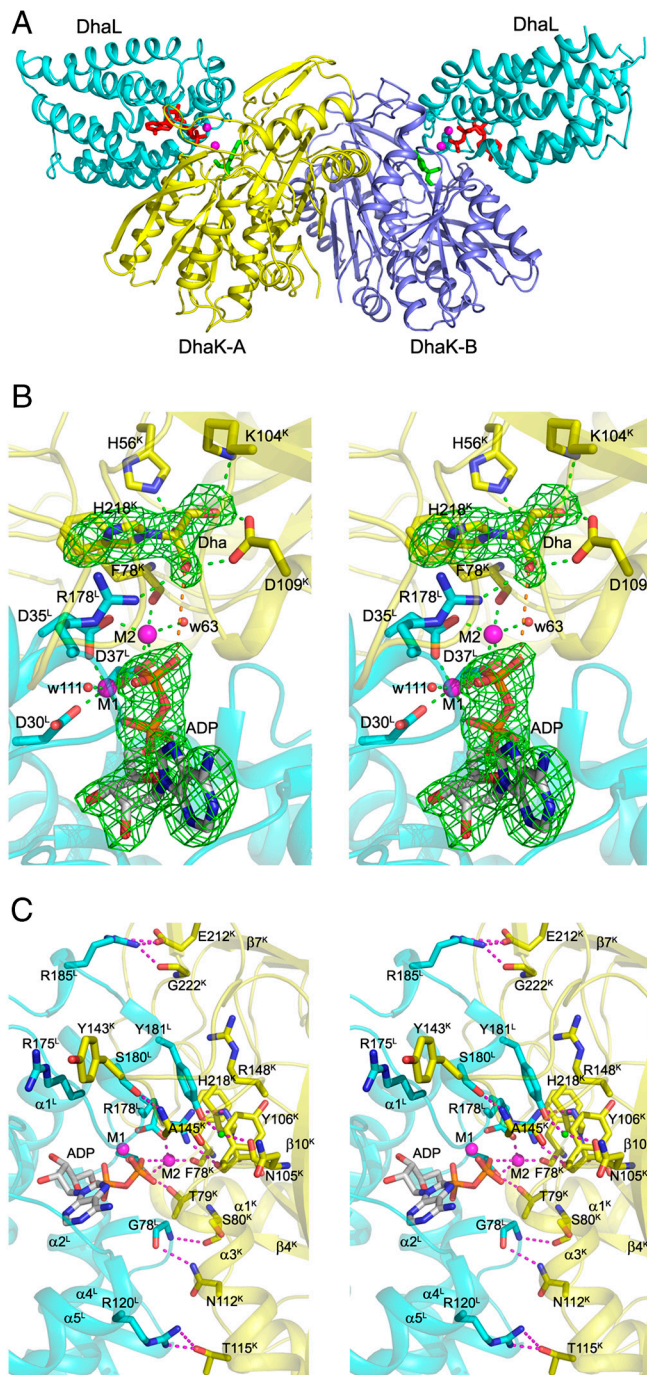 A
DhaL
DhaL
DhaK-A
DhaK-B
B
H56ᴷ
K104ᴷ
H218ᴷ
Dha
F78ᴷ
R178ᴸ
D109ᴷ
D35ᴸ
M2
w63
D37ᴸ
w111
M1
D30ᴸ
ADP
H56ᴷ
K104ᴷ
H218ᴷ
Dha
F78ᴷ
R178ᴸ
D109
D35ᴸ
M2
w63
D37ᴸ
w111
M1
D30ᴸ
ADP
C
E212ᴷ
β7ᴷ
R185ᴸ
G222ᴷ
Y143ᴷ
Y181ᴸ
R175ᴸ
S180ᴸ
R148ᴷ
α1ᴸ
H218ᴷ
R178ᴸ
Y106ᴷ
A145ᴷ
M1
β10ᴷ
ADP
M2
F78ᴷ
N105ᴷ
T79ᴷ
α1ᴷ
G78ᴸ
S80ᴷ
α2ᴸ
α3ᴷ
β4ᴷ
α4ᴸ
N112ᴷ
R120ᴸ
α5ᴸ
T115ᴷ
E212ᴷ
β7ᴷ
R185ᴸ
G222ᴷ
Y143ᴷ
Y181ᴸ
R175ᴸ
S180ᴸ
R148ᴷ
α1ᴸ
H218ᴷ
R178ᴸ
Y106ᴷ
A145ᴷ
M1
β10
ADP
M2
F78ᴷ
N105ᴷ
T79ᴷ
α1ᴷ
G78ᴸ
S80ᴷ
α2ᴸ
α3ᴷ
β4ᴷ
α4ᴸ
N112ᴷ
R120ᴸ
α5ᴸ
T115ᴷ